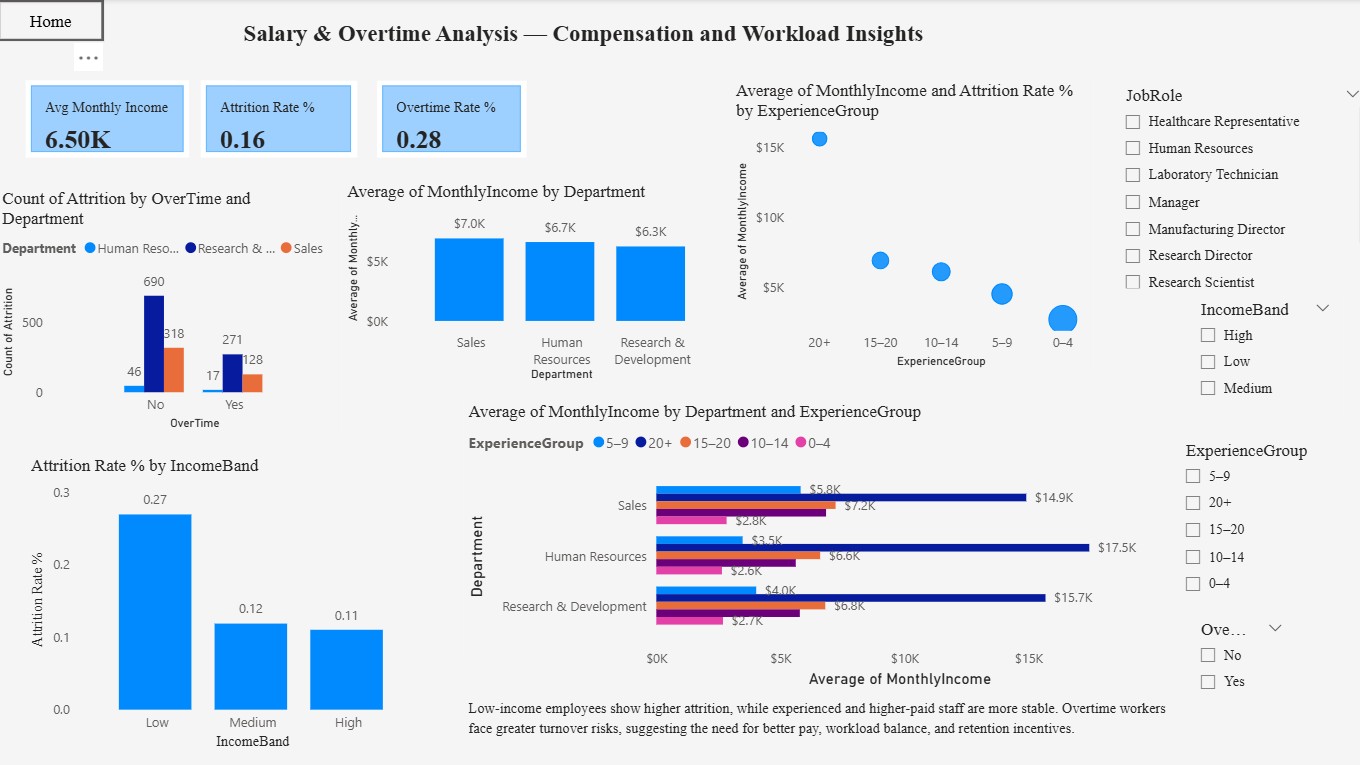 Home
Salary & Overtime Analysis — Compensation and Workload Insights
...
Avg Monthly Income
6.50K
Attrition Rate %
0.16
Overtime Rate %
0.28
Count of Attrition by OverTime and
Department
Department Human Reso... Research & ... Sales
Count of Attrition
500
0
46
690
318
17
271
128
No
Yes
OverTime
Average of MonthlyIncome by Department
Average of Monthly...
$5K
$0K
$7.0K
$6.7K
$6.3K
Sales
Human
Resources
Research &
Development
Department
Average of MonthlyIncome and Attrition Rate %
by ExperienceGroup
Average of MonthlyIncome
$15K
$10K
$5K
20+
15–20
10–14
5–9
0–4
ExperienceGroup
JobRole
Healthcare Representative
Human Resources
Laboratory Technician
Manager
Manufacturing Director
Research Director
Research Scientist
IncomeBand
High
Low
Medium
ExperienceGroup
5–9
20+
15–20
10–14
0–4
Ove...
No
Yes
Attrition Rate % by IncomeBand
Attrition Rate %
0.3
0.2
0.1
0.0
0.27
0.12
0.11
Low
Medium
High
IncomeBand
Average of MonthlyIncome by Department and ExperienceGroup
ExperienceGroup 5–9 20+ 15–20 10–14 0–4
Department
Sales
$5.8K
$14.9K
$7.2K
$2.8K
Human Resources
$3.5K
$17.5K
$6.6K
$2.6K
Research & Development
$4.0K
$15.7K
$6.8K
$2.7K
$0K
$5K
$10K
$15K
Average of MonthlyIncome
Low-income employees show higher attrition, while experienced and higher-paid staff are more stable. Overtime workers
face greater turnover risks, suggesting the need for better pay, workload balance, and retention incentives.